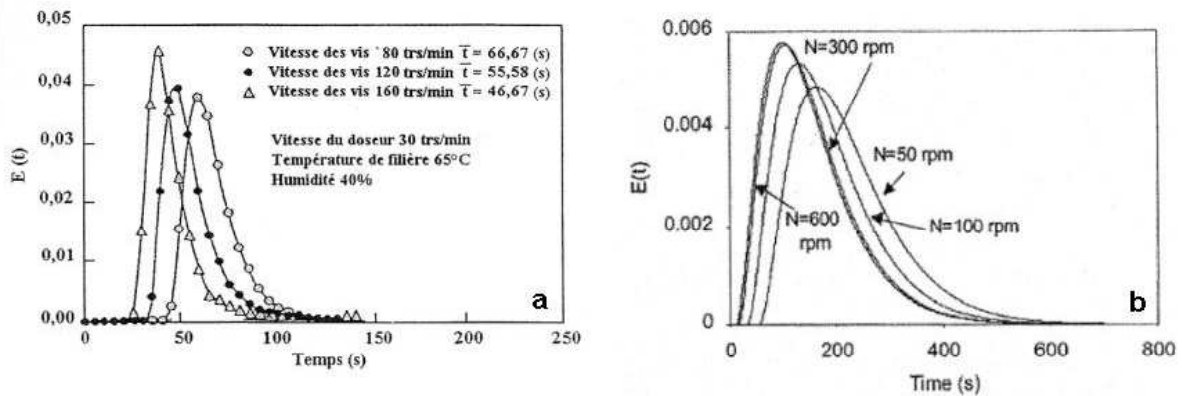 0,05
0,04
0,03
0,02
0,01
0,00
E (t)
Vitesse des vis `80 trs/min t̅ = 66,67 (s)
Vitesse des vis 120 trs/min t̅ = 55,58 (s)
Vitesse des vis 160 trs/min t̅ = 46,67 (s)
Vitesse du doseur 30 trs/min
Température de filière 65°C
Humidité 40%
a
0 50 100 150 200 250
Temps (s)
0.006
0.004
0.002
0
E(t)
N=300 rpm
N=50 rpm
N=100 rpm
N=600
rpm
b
0 200 400 600 800
Time (s)